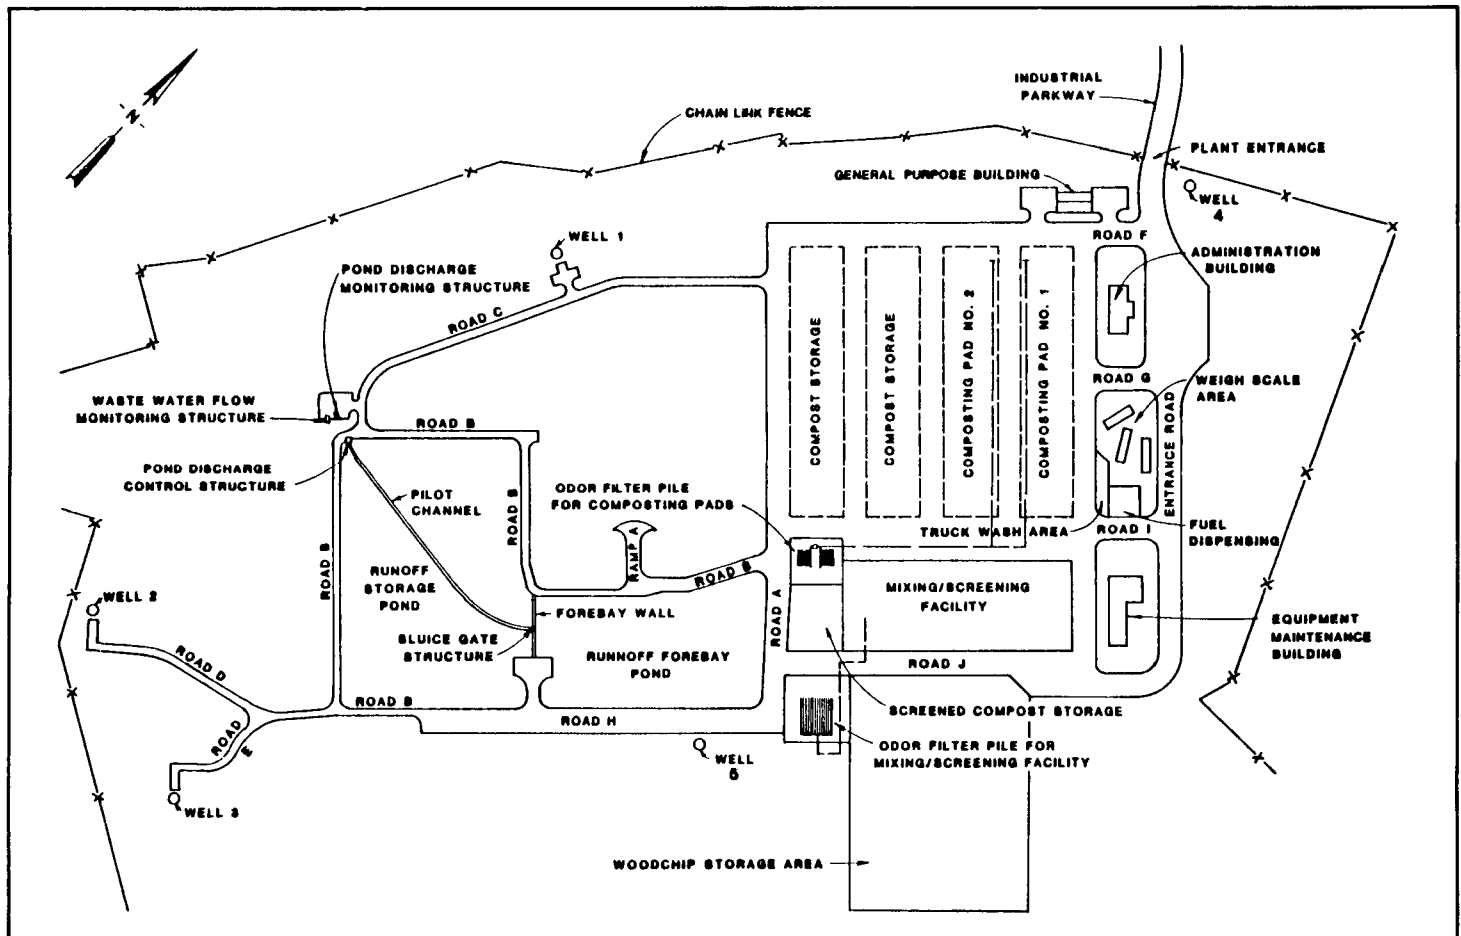 INDUSTRIAL
PARKWAY
N
CHAIN LINK FENCE
PLANT ENTRANCE
GENERAL PURPOSE BUILDING
WELL
4
WELL 1
ROAD F
ADMINISTRATION
BUILDING
POND DISCHARGE
MONITORING STRUCTURE
ROAD C
COMPOST STORAGE
COMPOST STORAGE
COMPOSTING PAD NO. 2
COMPOSTING PAD NO. 1
ROAD G
WEIGH SCALE
AREA
WASTE WATER FLOW
MONITORING STRUCTURE
ROAD B
ENTRANCE ROAD
POND DISCHARGE
CONTROL STRUCTURE
PILOT
CHANNEL
ODOR FILTER PILE
FOR COMPOSTING PADS
ROAD B
TRUCK WASH AREA
ROAD I
FUEL
DISPENSING
RAMP A
ROAD B
RUNOFF
STORAGE
POND
ROAD B
MIXING/SCREENING
FACILITY
WELL 2
FOREBAY WALL
ROAD A
EQUIPMENT
MAINTENANCE
BUILDING
SLUICE GATE
STRUCTURE
RUNNOFF FOREBAY
POND
ROAD J
ROAD D
ROAD B
ROAD H
SCREENED COMPOST STORAGE
ROAD
E
ODOR FILTER PILE FOR
MIXING/SCREENING FACILITY
WELL
5
WELL 3
WOODCHIP STORAGE AREA